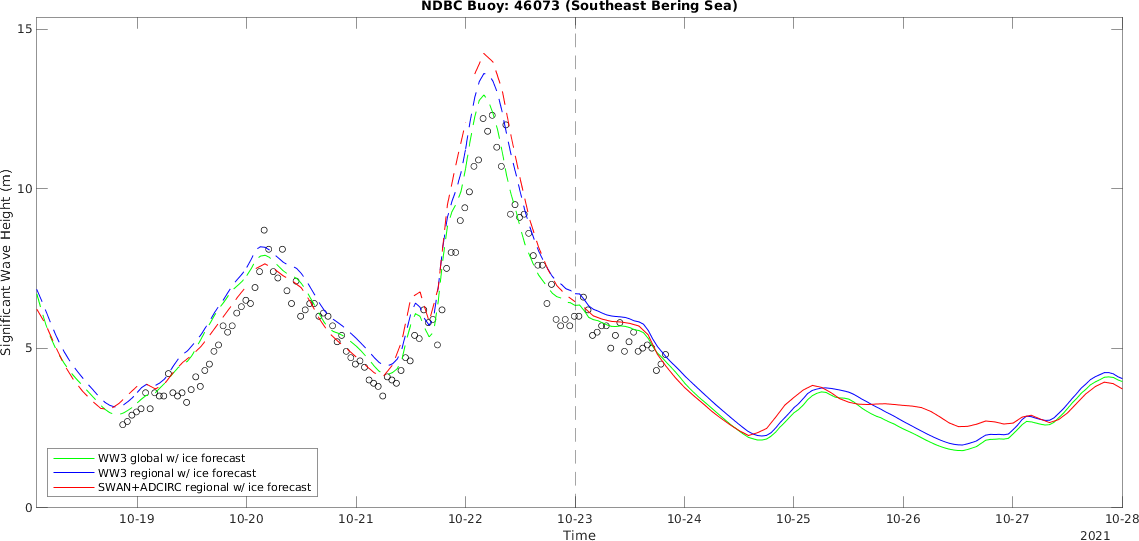 NDBC Buoy: 46073 (Southeast Bering Sea)
15
10
5
0
Significant Wave Height (m)
WW3 global w/ ice forecast
WW3 regional w/ ice forecast
SWAN+ADCIRC regional w/ ice forecast
10-19 10-20 10-21 10-22 10-23 10-24 10-25 10-26 10-27 10-28
Time
2021